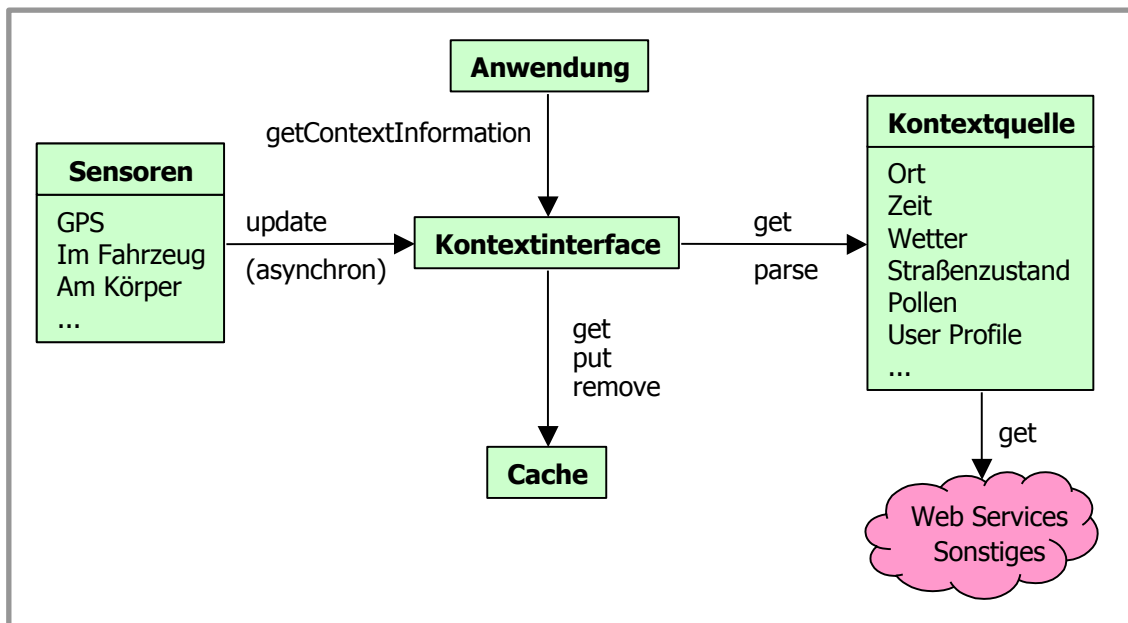 Anwendung
getContextInformation
Sensoren
GPS
Im Fahrzeug
Am Körper
...
update
(asynchron)
Kontextinterface
get
parse
Kontextquelle
Ort
Zeit
Wetter
Straßenzustand
Pollen
User Profile
...
get
put
remove
Cache
get
Web Services
Sonstiges